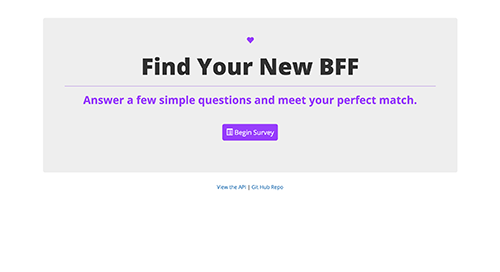 Find Your New BFF
Answer a few simple questions and meet your perfect match.
Begin Survey
View the API | Git Hub Repo